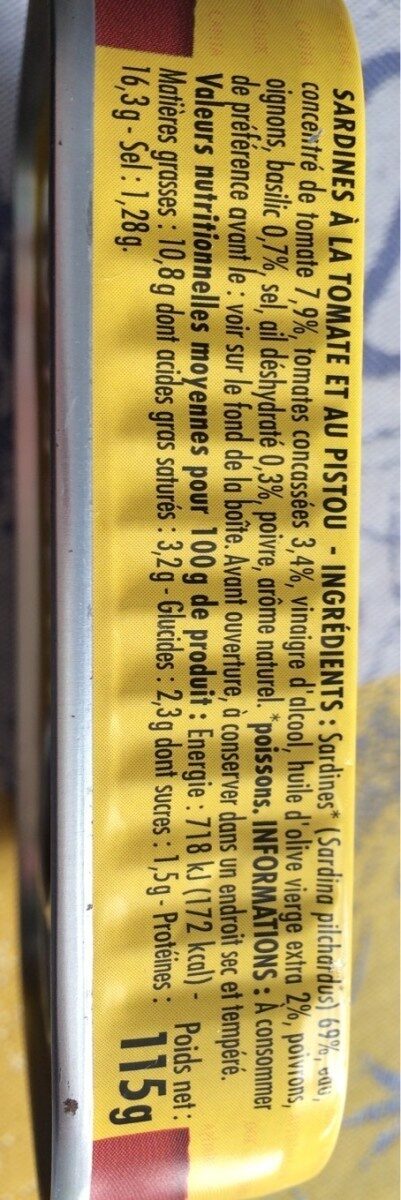 SARDINES À LA TOMATE ET AU PISTOU - INGRÉDIENTS : Sardines* (Sardina pilchardus) 69%, eau,
concentré de tomate 7,9%, tomates concassées 3,4%, vinaigre d'alcool, huile d'olive vierge extra 2%, poivrons,
oignons, basilic 0,7%, sel, ail déshydraté 0,3%, poivre, arôme naturel. *poissons. INFORMATIONS : À consommer
de préférence avant le : voir sur le fond de la boîte. Avant ouverture, à conserver dans un endroit sec et tempéré.
Valeurs nutritionnelles moyennes pour 100g de produit : Energie : 718 kJ (172 kcal) -
Matières grasses : 10,8g dont acides gras saturés : 3,2g - Glucides : 2,3g dont sucres : 1,5g - Protéines :
16,3g - Sel : 1,28g.
Poids net :
115g